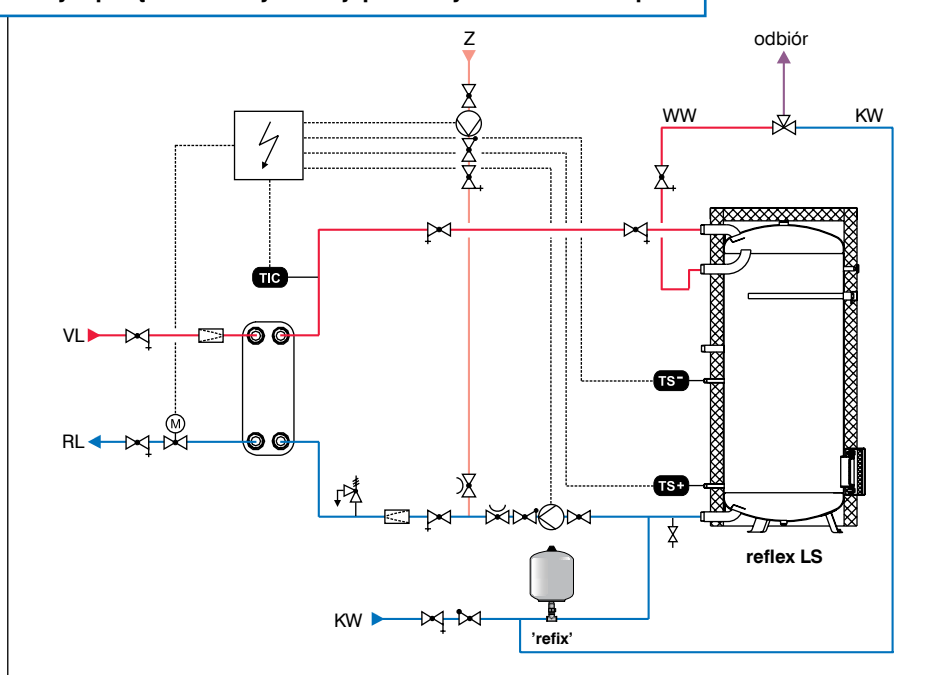 Z
odbiór
WW
KW
TIC
VL
M
RL
TS-
TS+
reflex LS
KW
'refix'